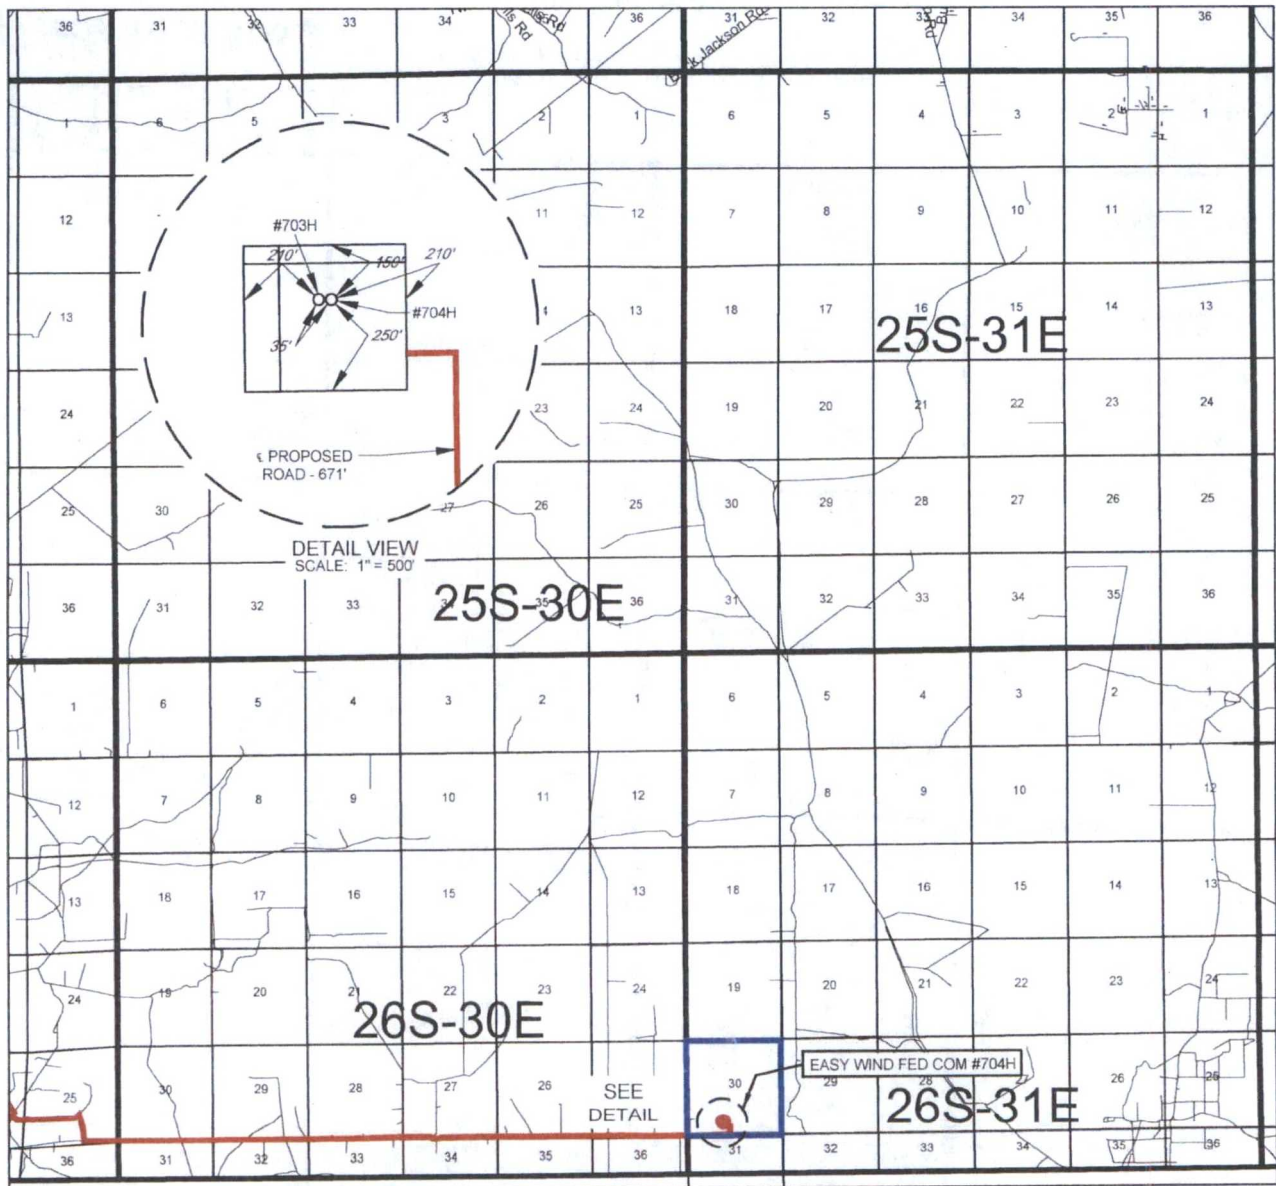 36 31 32 33 34 36 31 32 33 34 35 36
Rd
Jackson Rd
Rd
1 6 5 3 2 1 6 5 4 3 2 1
12 11 12 7 8 9 10 11 12
#703H
210' 150' 210'
#704H
35' 250'
13 13 18 17 16 15 14 13
25S-31E
24 23 24 19 20 21 22 23 24
℄ PROPOSED
ROAD - 671'
25 30 27 26 25 30 29 28 27 26 25
DETAIL VIEW
SCALE: 1" = 500'
25S-30E
36 31 32 33 34 35 36 31 32 33 34 35 36
1 6 5 4 3 2 1 6 5 4 3 2 1
12 7 8 9 10 11 12 7 8 9 10 11 12
13 18 17 16 15 14 13 18 17 16 15 14 13
24 19 20 21 22 23 24 19 20 21 22 23 24
26S-30E
25 30 29 28 27 26 30 29 28 26 25
SEE
DETAIL
EASY WIND FED COM #704H
26S-31E
36 31 32 33 34 35 36 31 32 33 34 35 36